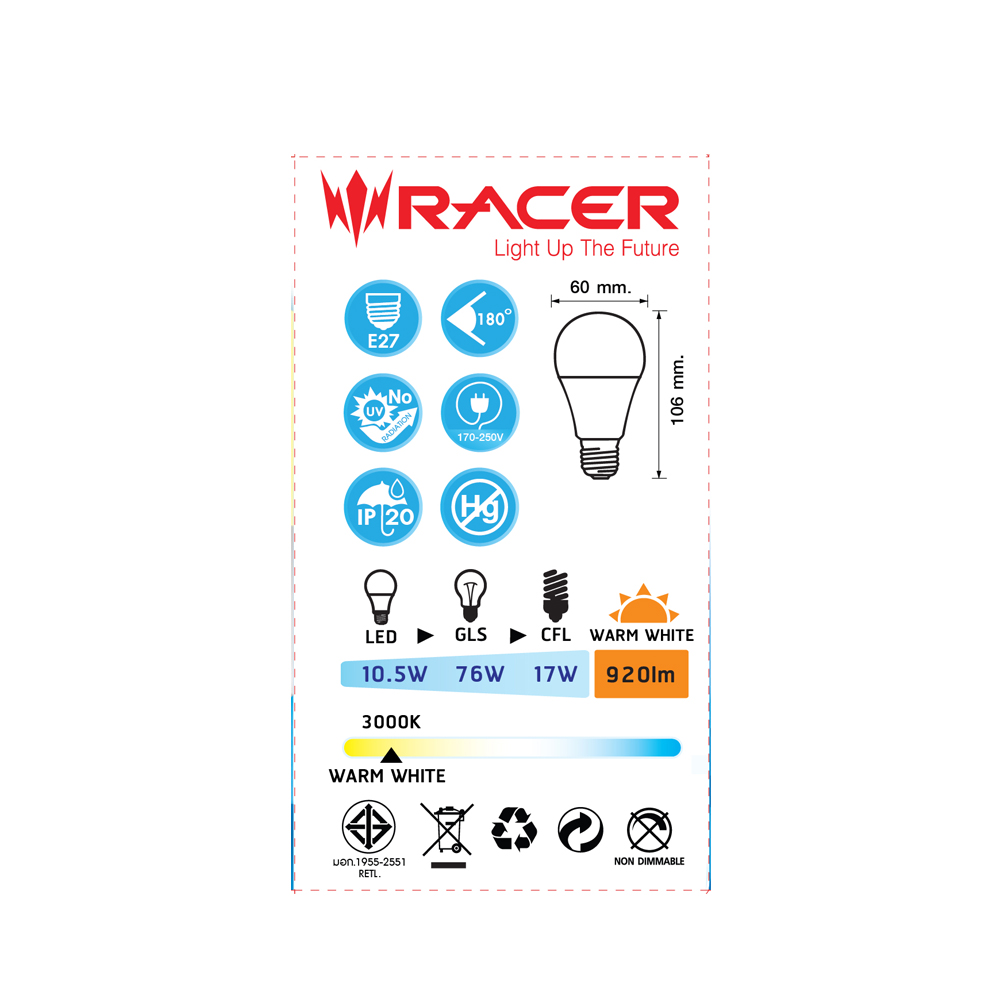 RACER
Light Up The Future
60 mm.
106 mm.
E27
180°
UV No
RADIATION
170-250V
IP 20
Hg
LED GLS CFL WARM WHITE
10.5W 76W 17W 920lm
3000K
WARM WHITE
มอก.1955-2551
RETL.
NON DIMMABLE